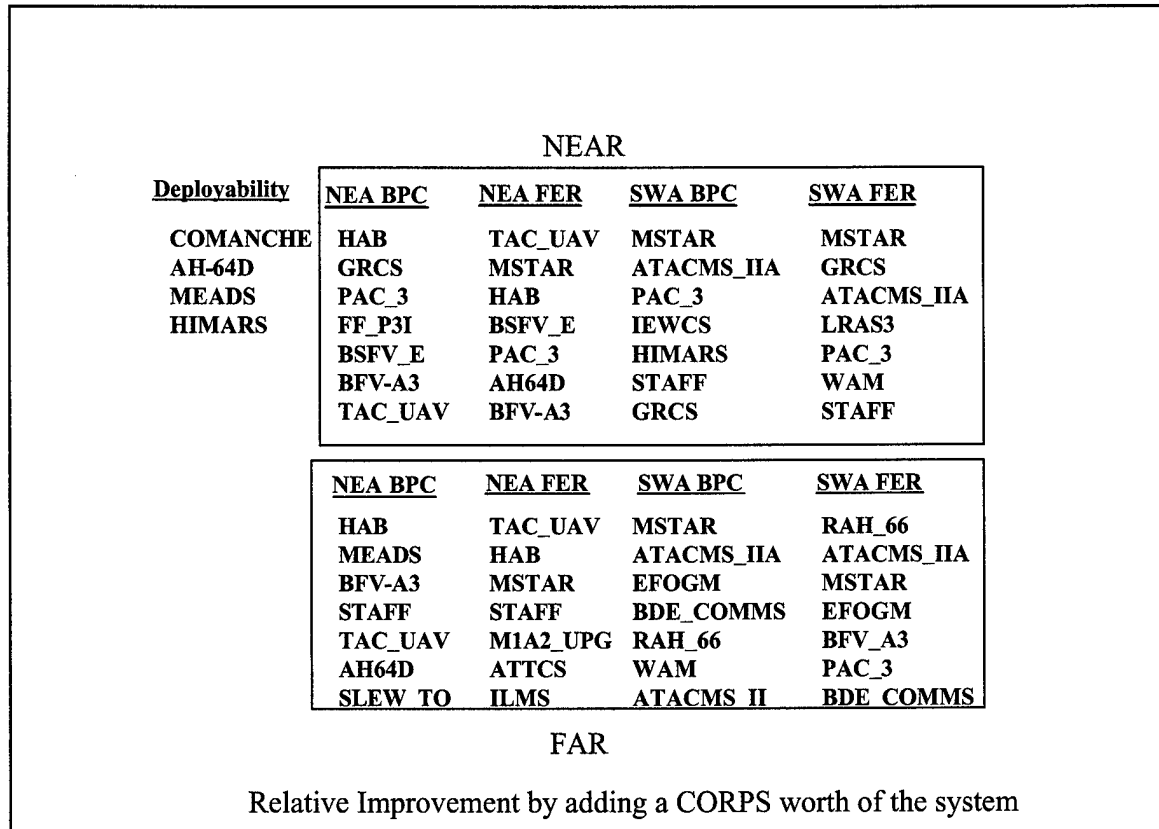 NEAR
Deployability NEA BPC NEA FER SWA BPC SWA FER
COMANCHE HAB TAC_UAV MSTAR MSTAR
AH-64D GRCS MSTAR ATACMS_IIA GRCS
MEADS PAC_3 HAB PAC_3 ATACMS_IIA
HIMARS FF_P3I BSFV_E IEWCS LRAS3
BSFV_E PAC_3 HIMARS PAC_3
BFV-A3 AH64D STAFF WAM
TAC_UAV BFV-A3 GRCS STAFF
NEA BPC NEA FER SWA BPC SWA FER
HAB TAC_UAV MSTAR RAH_66
MEADS HAB ATACMS_IIA ATACMS_IIA
BFV-A3 MSTAR EFOGM MSTAR
STAFF STAFF BDE_COMMS EFOGM
TAC_UAV M1A2_UPG RAH_66 BFV_A3
AH64D ATTCS WAM PAC_3
SLEW_TO ILMS ATACMS_II BDE_COMMS
FAR
Relative Improvement by adding a CORPS worth of the system